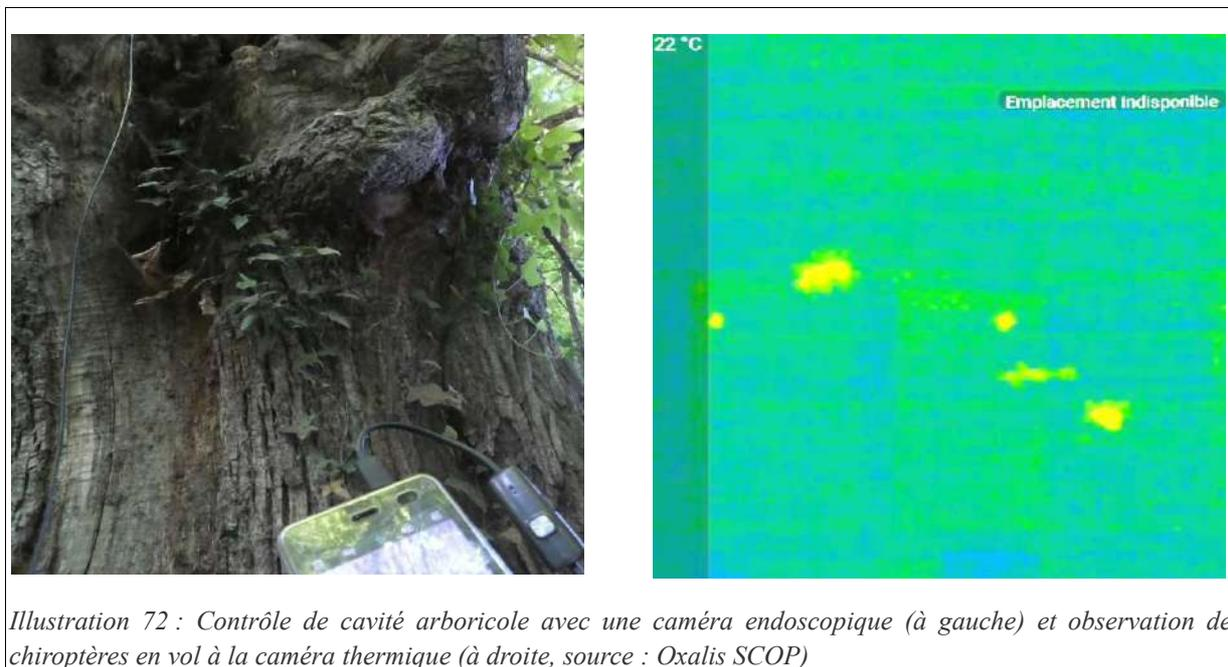 22 °C
Emplacement indisponible
Illustration 72 : Contrôle de cavité arboricole avec une caméra endoscopique (à gauche) et observation de
chiroptères en vol à la caméra thermique (à droite, source : Oxalis SCOP)